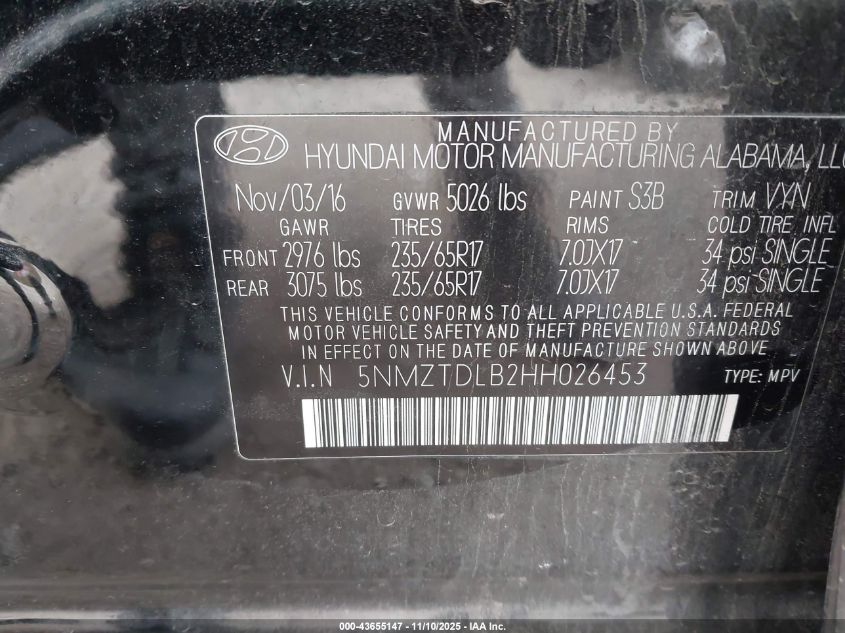 MANUFACTURED BY
HYUNDAI MOTOR MANUFACTURING ALABAMA, LLC
Nov/03/16 GVWR 5026 lbs PAINT S3B TRIM VXN
GAWR TIRES RIMS COLD TIRE INFL
FRONT 2976 lbs 235/65R17 7.0JX17 34 psi SINGLE
REAR 3075 lbs 235/65R17 7.0JX17 34 psi SINGLE
THIS VEHICLE CONFORMS TO ALL APPLICABLE U.S.A. FEDERAL
MOTOR VEHICLE SAFETY AND THEFT PREVENTION STANDARDS
IN EFFECT ON THE DATE OF MANUFACTURE SHOWN ABOVE
V.I.N 5NMZTDLB2HH026453 TYPE: MPV
000-43655147 - 11/10/2025 - IAA Inc.